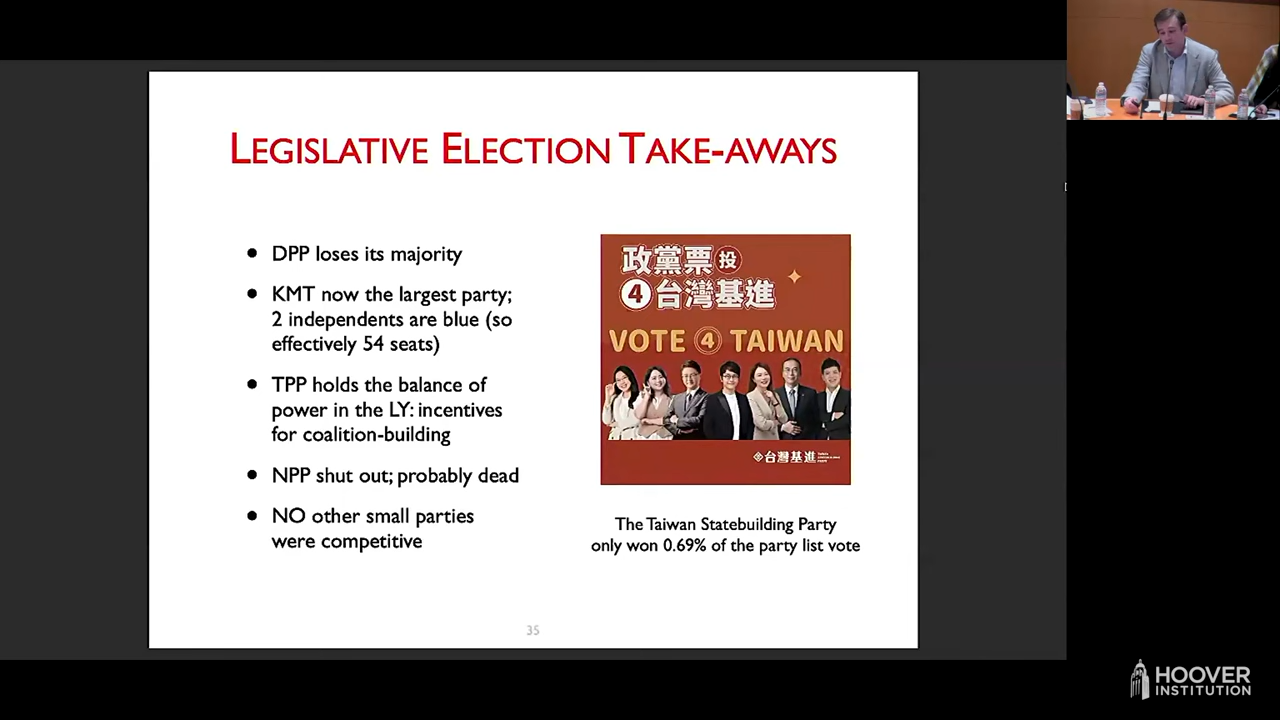 LEGISLATIVE ELECTION TAKE-AWAYS
• DPP loses its majority
• KMT now the largest party;
2 independents are blue (so
effectively 54 seats)
• TPP holds the balance of
power in the LY: incentives
for coalition-building
• NPP shut out; probably dead
• NO other small parties
were competitive
政黨票投
4台灣基進
VOTE 4 TAIWAN
台灣基進
The Taiwan Statebuilding Party
only won 0.69% of the party list vote
35
HOOVER
INSTITUTION